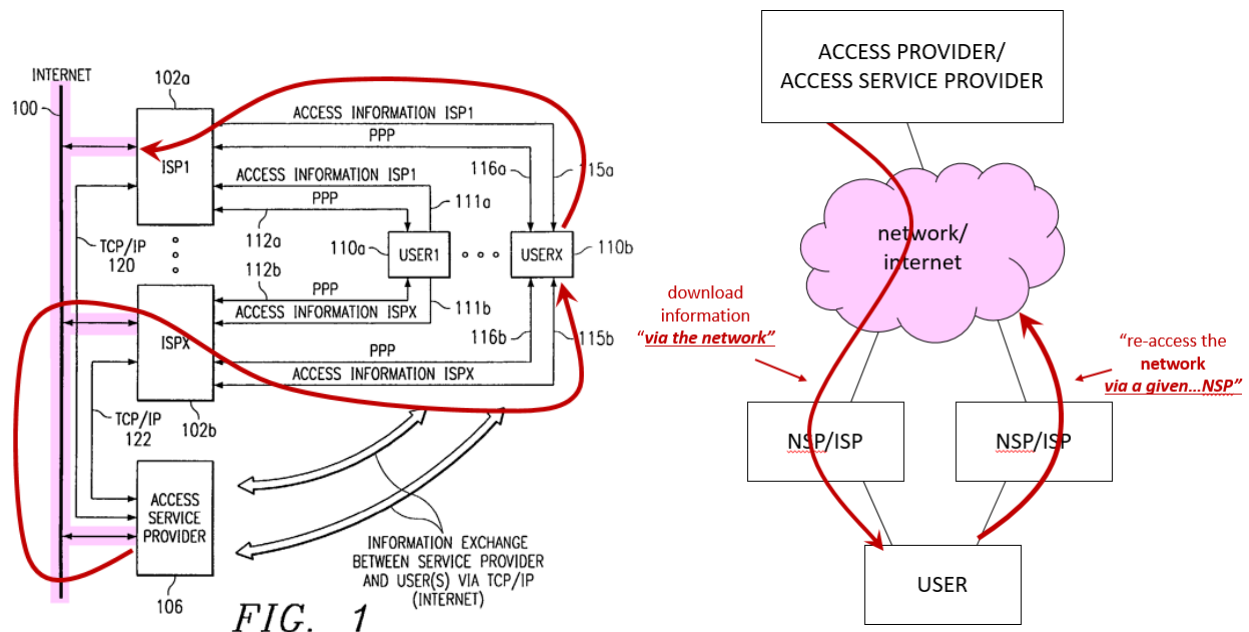 INTERNET
100
102a
ISP1
ACCESS INFORMATION ISP1
PPP
116a
115a
ACCESS INFORMATION ISP1
PPP
111a
112a
110a
USER1
USERX
110b
TCP/IP
120
112b
PPP
111b
ACCESS INFORMATION ISPX
ISPX
116b
115b
PPP
ACCESS INFORMATION ISPX
TCP/IP
122
102b
ACCESS
SERVICE
PROVIDER
106
INFORMATION EXCHANGE
BETWEEN SERVICE PROVIDER
AND USER(S) VIA TCP/IP
(INTERNET)
FIG. 1
ACCESS PROVIDER/
ACCESS SERVICE PROVIDER
network/
internet
download
information
“via the network”
“re-access the
network
via a given...NSP”
NSP/ISP
NSP/ISP
USER